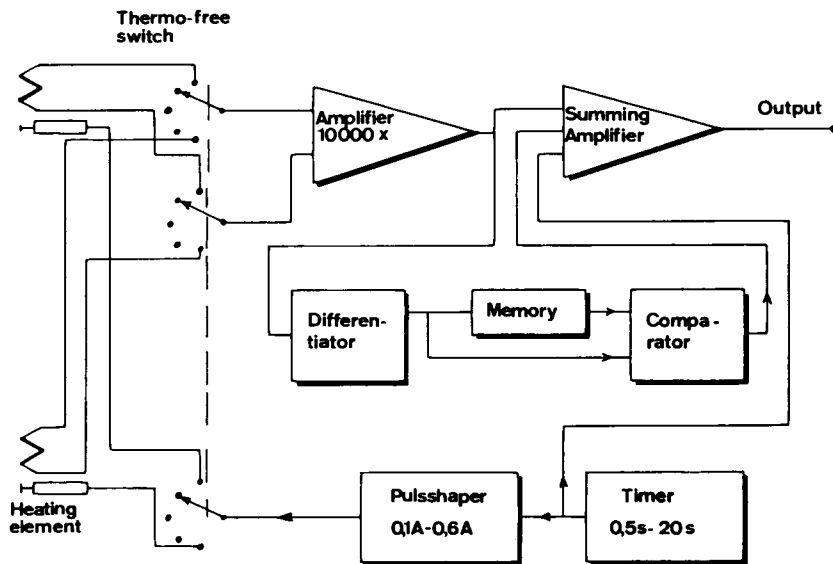 Thermo-free
switch
Amplifier
10000 x
Summing
Amplifier
Output
Differen-
tiator
Memory
Compa-
rator
Heating
element
Pulsshaper
0,1A-0,6A
Timer
0,5s-20s